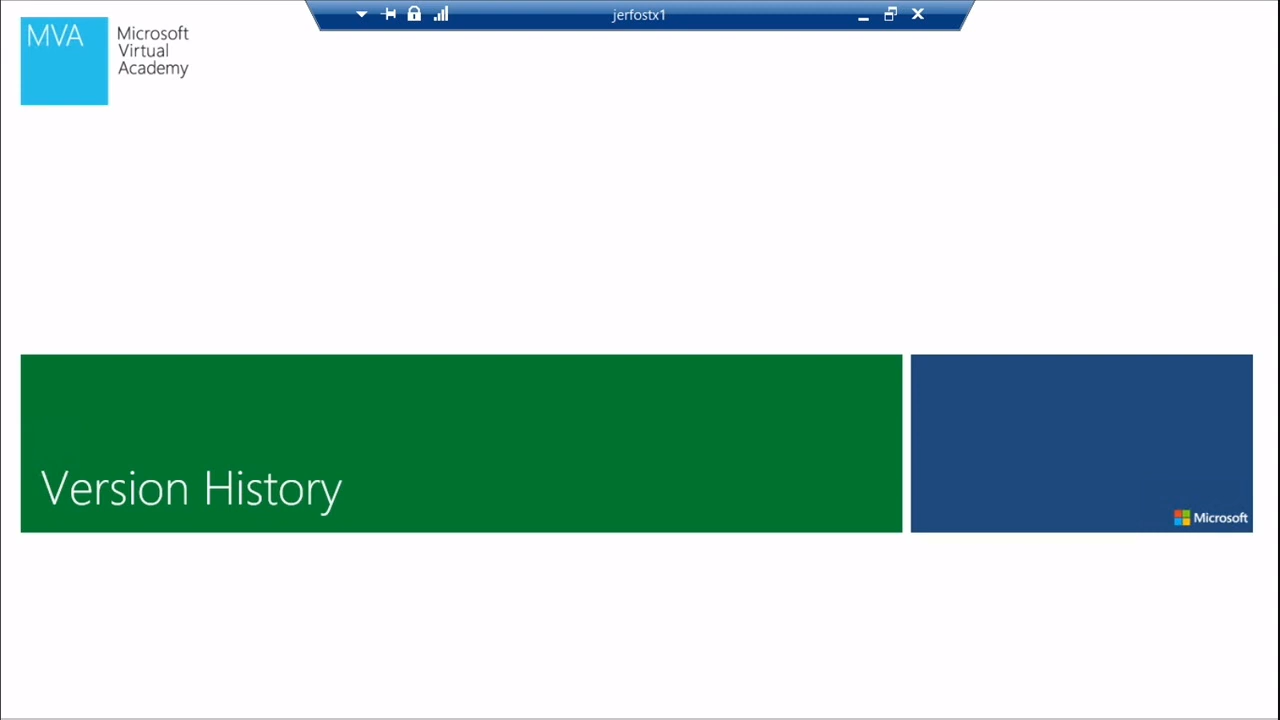 jerfostx1
MVA
Microsoft
Virtual
Academy
Version History
Microsoft